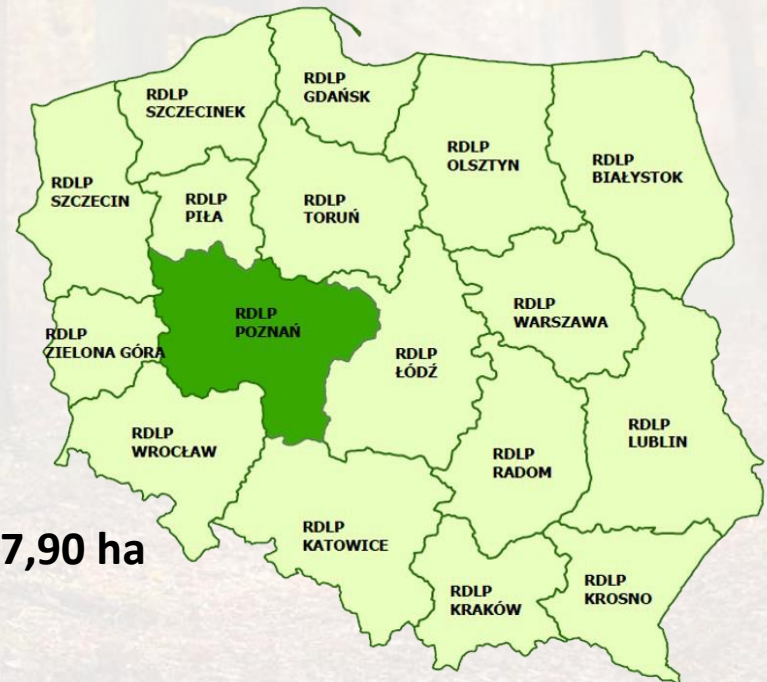 RDLP
GDAŃSK
RDLP
SZCZECINEK
RDLP
OLSZTYN
RDLP
BIAŁYSTOK
RDLP
SZCZECIN
RDLP
PIŁA
RDLP
TORUŃ
RDLP
POZNAŃ
RDLP
WARSZAWA
RDLP
ZIELONA GÓRA
RDLP
ŁÓDŹ
RDLP
WROCŁAW
RDLP
LUBLIN
RDLP
RADOM
RDLP
KATOWICE
7,90 ha
RDLP
KRAKÓW
RDLP
KROSNO